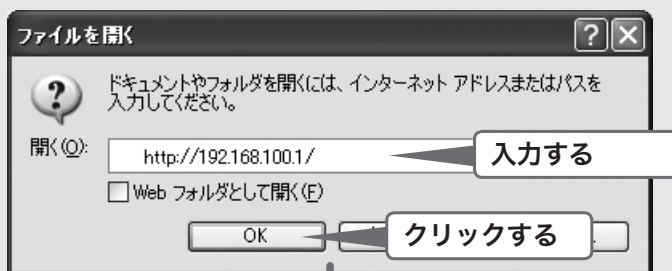 ファイルを開く
ドキュメントやフォルダを開くには、インターネット アドレスまたはパスを
入力してください。
開く(O):
http://192.168.100.1/
入力する
Web フォルダとして開く(F)
OK
クリックする